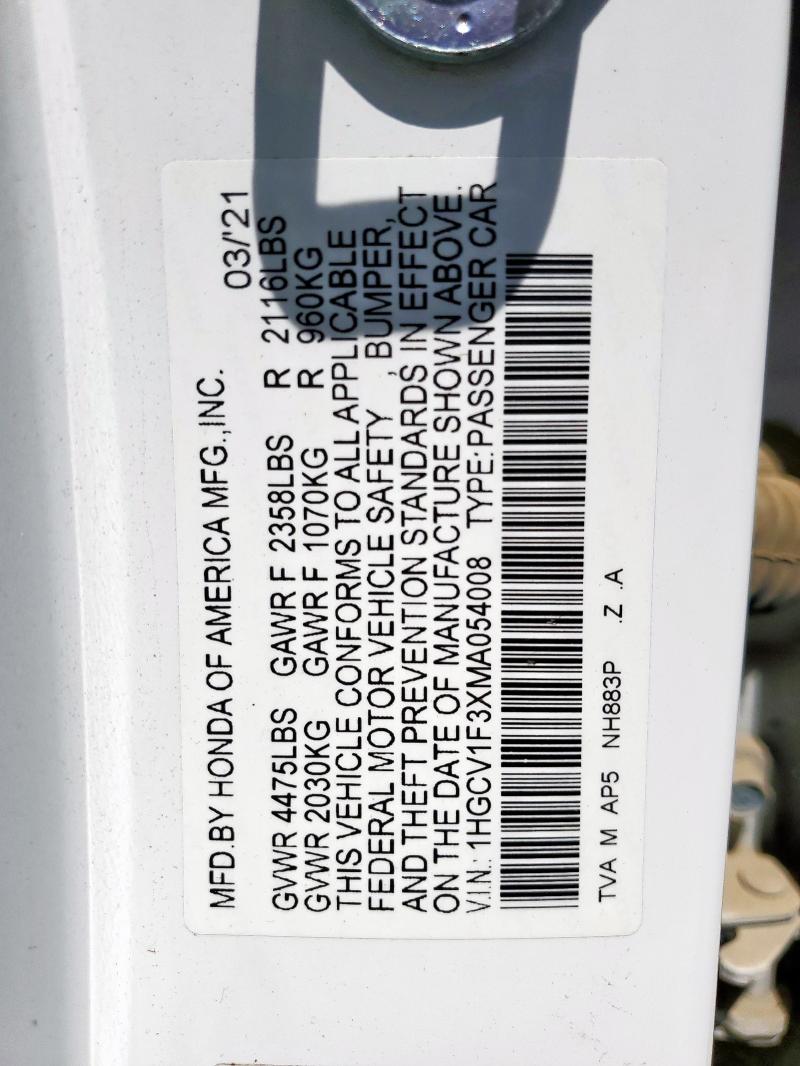 MFD.BY HONDA OF AMERICA MFG.,INC. 03/'21
GVWR 4475LBS GAWR F 2358LBS R 2116LBS
GVWR 2030KG GAWR F 1070KG R 960KG
THIS VEHICLE CONFORMS TO ALL APPLICABLE
FEDERAL MOTOR VEHICLE SAFETY , BUMPER,
AND THEFT PREVENTION STANDARDS IN EFFECT
ON THE DATE OF MANUFACTURE SHOWN ABOVE.
V.I.N.: 1HGCV1F3XMA054008 TYPE:PASSENGER CAR
TVA M AP5 NH883P .Z .A